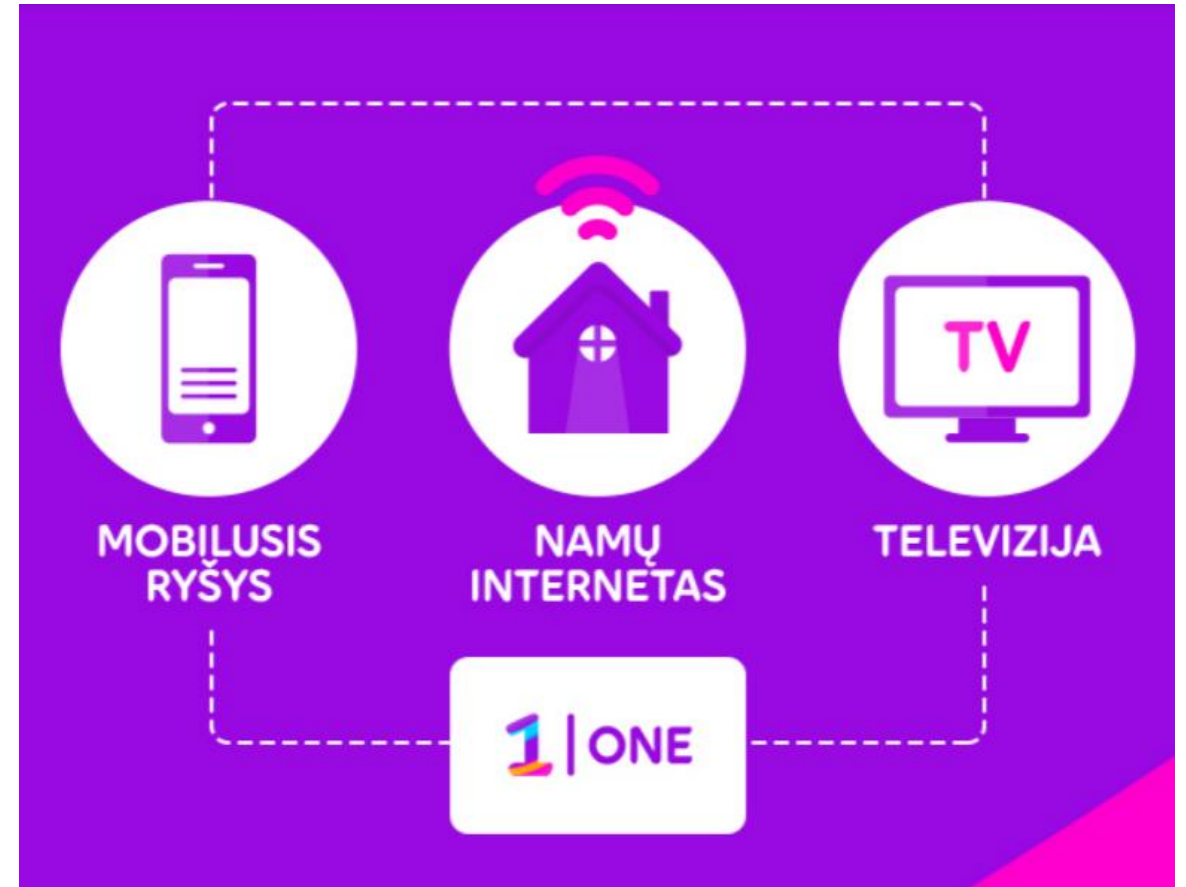 TV
MOBILUSIS
RYŠYS
NAMŲ
INTERNETAS
TELEVIZIJA
1 | ONE